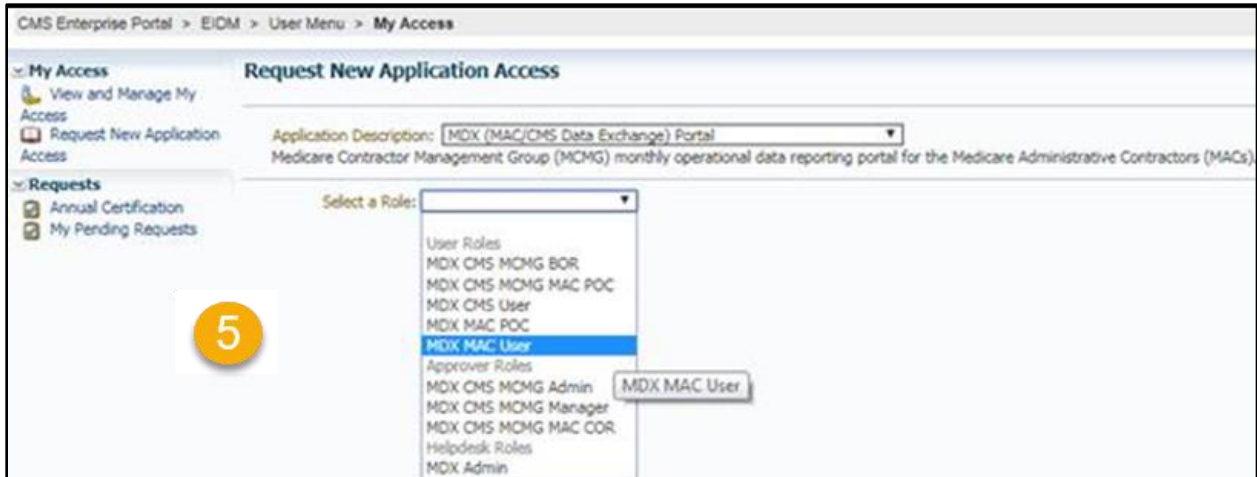 CMS Enterprise Portal > EIDM > User Menu > My Access
My Access
View and Manage My
Access
Request New Application
Access
Requests
Annual Certification
My Pending Requests
Request New Application Access
Application Description: MDX (MAC/CMS Data Exchange) Portal
Medicare Contractor Management Group (MCMG) monthly operational data reporting portal for the Medicare Administrative Contractors (MACs).
Select a Role:
User Roles
MDX CMS MCMG BOR
MDX CMS MCMG MAC POC
MDX CMS User
MDX MAC POC
MDX MAC User
Approver Roles
MDX CMS MCMG Admin
MDX MAC User
MDX CMS MCMG Manager
MDX CMS MCMG MAC COR
Helpdesk Roles
MDX Admin
5